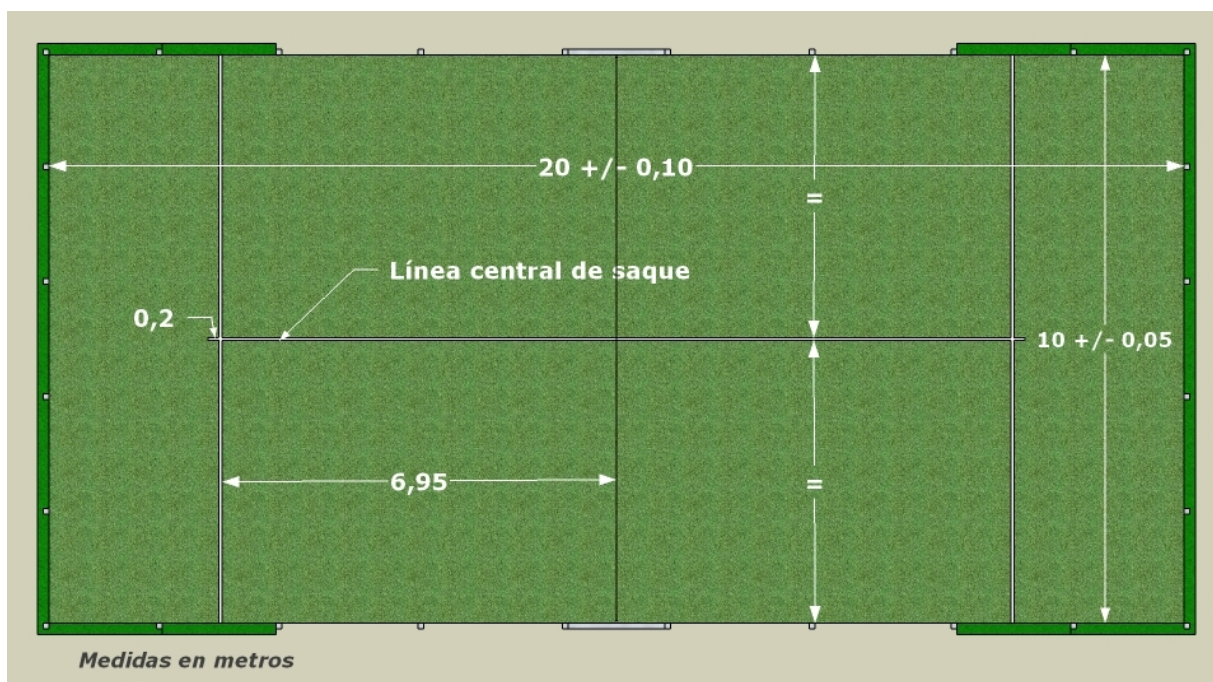 20 +/- 0,10
=
Línea central de saque
0,2
10 +/- 0,05
6,95
=
Medidas en metros